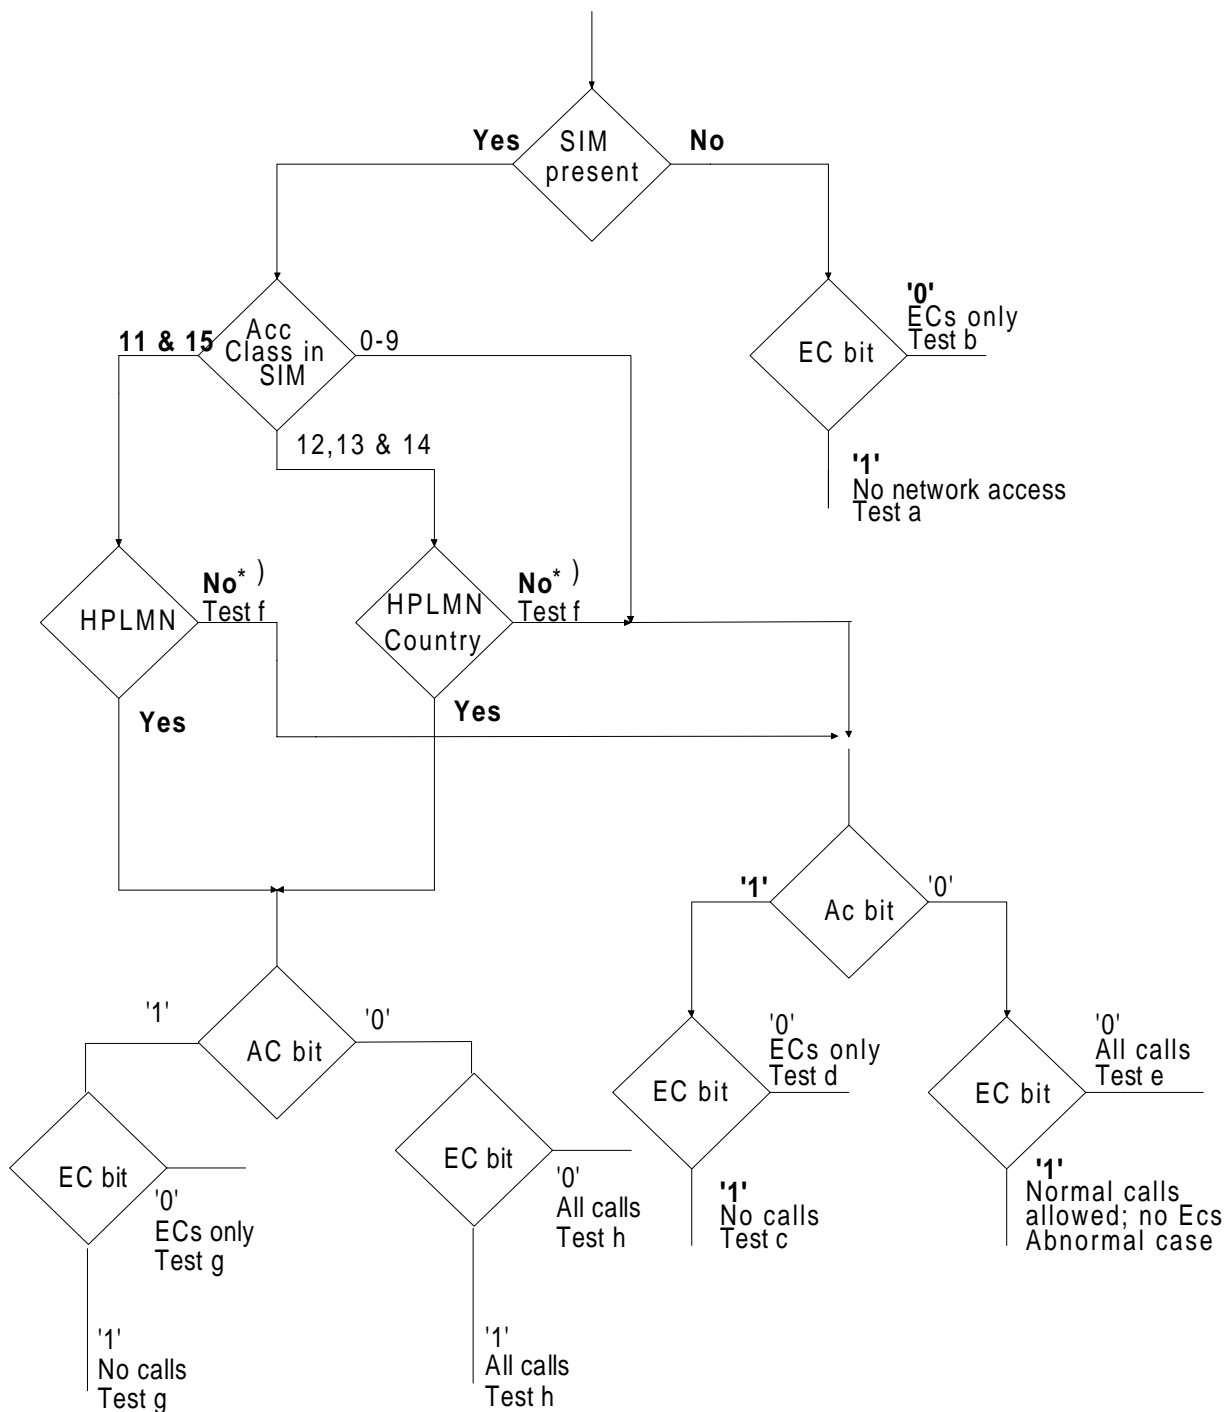 Yes
SIM
present
No
11 & 15
Acc
Class in
SIM
0-9
12,13 & 14
EC bit
'0'
ECs only
Test b
'1'
No network access
Test a
HPLMN
No* )
Test f
HPLMN
Country
No* )
Test f
Yes
Yes
'1'
Ac bit
'0'
'1'
AC bit
'0'
EC bit
'0'
ECs only
Test d
EC bit
'0'
All calls
Test e
EC bit
'0'
ECs only
Test g
EC bit
'0'
All calls
Test h
'1'
No calls
Test c
'1'
Normal calls
allowed; no Ecs
Abnormal case
'1'
No calls
Test g
'1'
All calls
Test h